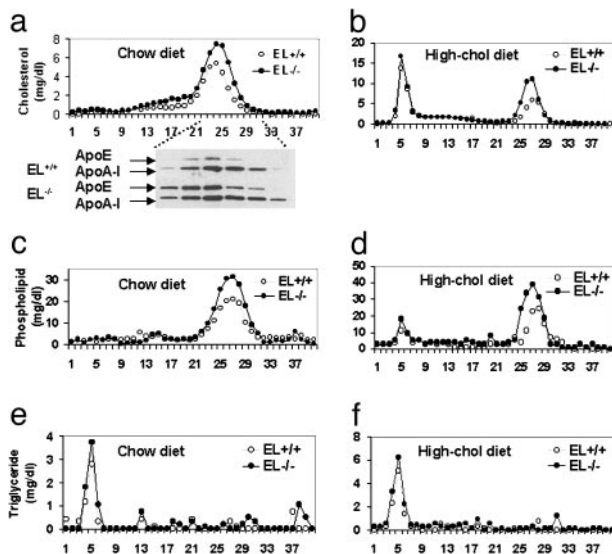 a
Chow diet
EL+/+
EL-/-
Cholesterol
(mg/dl)
8
6
4
2
0
1 5 9 13 17 21 25 29 33 37
EL+/+
ApoE
ApoA-I
EL-/-
ApoE
ApoA-I
b
High-chol diet
EL+/+
EL-/-
20
15
10
5
0
1 5 9 13 17 21 25 29 33 37
c
Chow diet
EL+/+
EL-/-
Phospholipid
(mg/dl)
30
20
10
0
1 5 9 13 17 21 25 29 33 37
d
High-chol diet
EL+/+
EL-/-
50
40
30
20
10
0
1 5 9 13 17 21 25 29 33 37
e
Chow diet
EL+/+
EL-/-
Triglyceride
(mg/dl)
4
3
2
1
0
1 5 9 13 17 21 25 29 33 37
f
High-chol diet
EL+/+
EL-/-
8
6
4
2
0
1 5 9 13 17 21 25 29 33 37